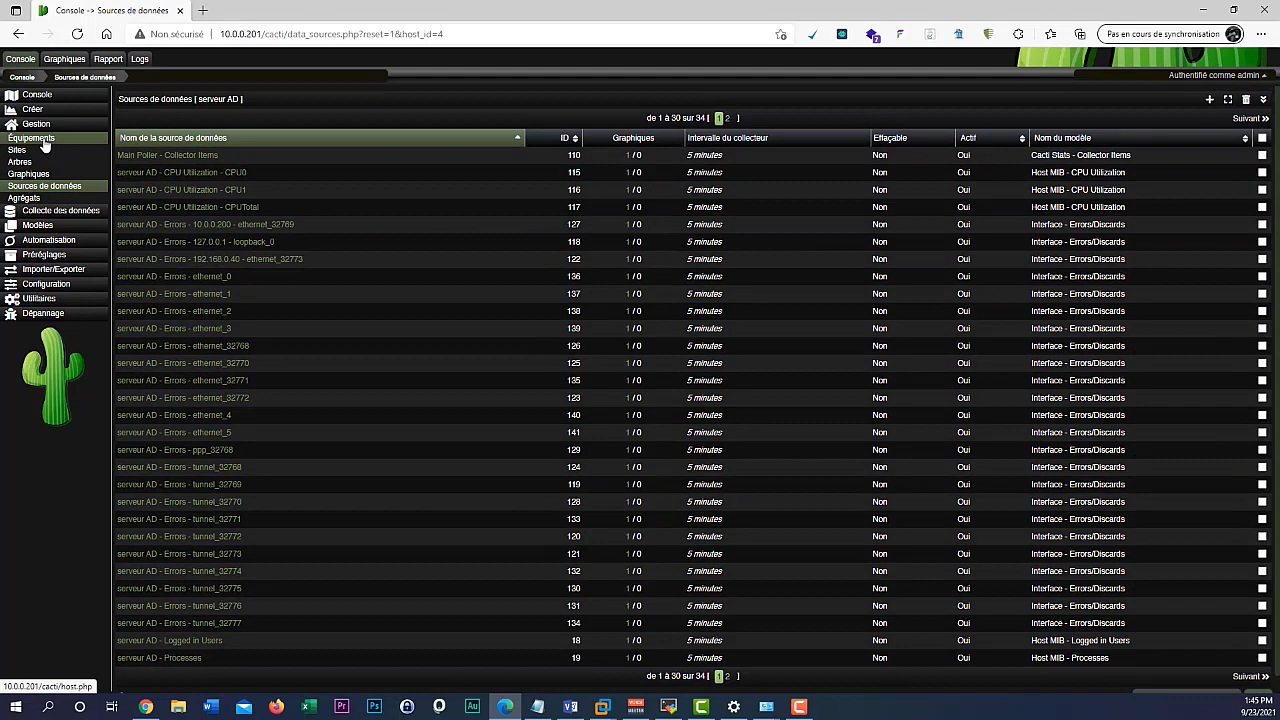 Console -> Sources de données
Non sécurisé
10.0.0.201/cacti/data_sources.php?reset=1&host_id=4
Pas en cours de synchronisation
Console Graphiques Rapport Logs
Console Sources de données
Authentifié comme admin
Console
Créer
Gestion
Équipements
Sites
Arbres
Graphiques
Sources de données
Agrégats
Collecte des données
Modèles
Automatisation
Préréglages
Importer/Exporter
Configuration
Utilitaires
Dépannage
Sources de données [ serveur AD ]
de 1 à 30 sur 34 [ 1 2 ]
Suivant
Nom de la source de données ID Graphiques Intervalle du collecteur Effaçable Actif Nom du modèle
Main Poller - Collector Items 110 1 / 0 5 minutes Non Oui Cacti Stats - Collector Items
serveur AD - CPU Utilization - CPU0 115 1 / 0 5 minutes Non Oui Host MIB - CPU Utilization
serveur AD - CPU Utilization - CPU1 116 1 / 0 5 minutes Non Oui Host MIB - CPU Utilization
serveur AD - CPU Utilization - CPUTotal 117 1 / 0 5 minutes Non Oui Host MIB - CPU Utilization
serveur AD - Errors - 10.0.0.200 - ethernet_32769 127 1 / 0 5 minutes Non Oui Interface - Errors/Discards
serveur AD - Errors - 127.0.0.1 - loopback_0 118 1 / 0 5 minutes Non Oui Interface - Errors/Discards
serveur AD - Errors - 192.168.0.40 - ethernet_32773 122 1 / 0 5 minutes Non Oui Interface - Errors/Discards
serveur AD - Errors - ethernet_0 136 1 / 0 5 minutes Non Oui Interface - Errors/Discards
serveur AD - Errors - ethernet_1 137 1 / 0 5 minutes Non Oui Interface - Errors/Discards
serveur AD - Errors - ethernet_2 138 1 / 0 5 minutes Non Oui Interface - Errors/Discards
serveur AD - Errors - ethernet_3 139 1 / 0 5 minutes Non Oui Interface - Errors/Discards
serveur AD - Errors - ethernet_32768 126 1 / 0 5 minutes Non Oui Interface - Errors/Discards
serveur AD - Errors - ethernet_32770 125 1 / 0 5 minutes Non Oui Interface - Errors/Discards
serveur AD - Errors - ethernet_32771 135 1 / 0 5 minutes Non Oui Interface - Errors/Discards
serveur AD - Errors - ethernet_32772 123 1 / 0 5 minutes Non Oui Interface - Errors/Discards
serveur AD - Errors - ethernet_4 140 1 / 0 5 minutes Non Oui Interface - Errors/Discards
serveur AD - Errors - ethernet_5 141 1 / 0 5 minutes Non Oui Interface - Errors/Discards
serveur AD - Errors - ppp_32768 129 1 / 0 5 minutes Non Oui Interface - Errors/Discards
serveur AD - Errors - tunnel_32768 124 1 / 0 5 minutes Non Oui Interface - Errors/Discards
serveur AD - Errors - tunnel_32769 119 1 / 0 5 minutes Non Oui Interface - Errors/Discards
serveur AD - Errors - tunnel_32770 128 1 / 0 5 minutes Non Oui Interface - Errors/Discards
serveur AD - Errors - tunnel_32771 133 1 / 0 5 minutes Non Oui Interface - Errors/Discards
serveur AD - Errors - tunnel_32772 120 1 / 0 5 minutes Non Oui Interface - Errors/Discards
serveur AD - Errors - tunnel_32773 121 1 / 0 5 minutes Non Oui Interface - Errors/Discards
serveur AD - Errors - tunnel_32774 132 1 / 0 5 minutes Non Oui Interface - Errors/Discards
serveur AD - Errors - tunnel_32775 130 1 / 0 5 minutes Non Oui Interface - Errors/Discards
serveur AD - Errors - tunnel_32776 131 1 / 0 5 minutes Non Oui Interface - Errors/Discards
serveur AD - Errors - tunnel_32777 134 1 / 0 5 minutes Non Oui Interface - Errors/Discards
serveur AD - Logged in Users 18 1 / 0 5 minutes Non Oui Host MIB - Logged in Users
serveur AD - Processes 19 1 / 0 5 minutes Non Oui Host MIB - Processes
de 1 à 30 sur 34 [ 1 2 ]
Suivant
10.0.0.201/cacti/host.php
1:45 PM
9/23/2021